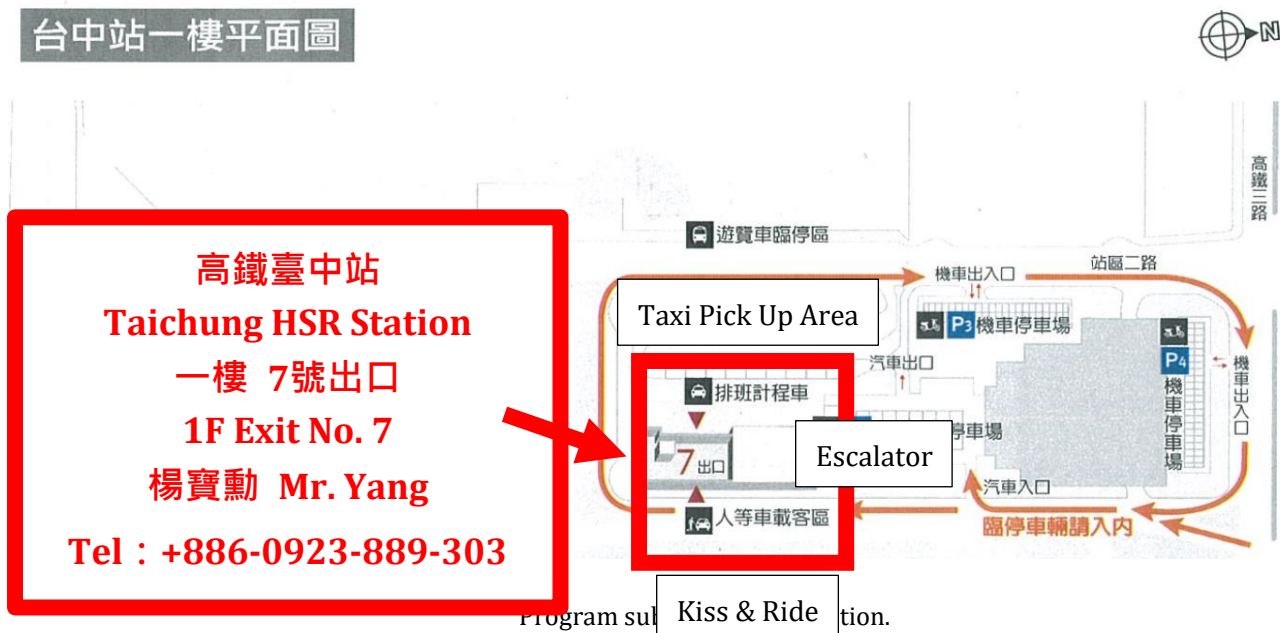 台中站一樓平面圖
N
高鐵三路
遊覽車臨停區
站區二路
機車出入口
高鐵臺中站
Taichung HSR Station
一樓 7號出口
1F Exit No. 7
楊寶勳 Mr. Yang
Tel：+886-0923-889-303
Taxi Pick Up Area
P3 機車停車場
P4
機車停車場
機車出入口
汽車出口
排班計程車
停車場
Escalator
7 出口
汽車入口
人等車載客區
臨停車輛請入內
Kiss & Ride
Program
tion.